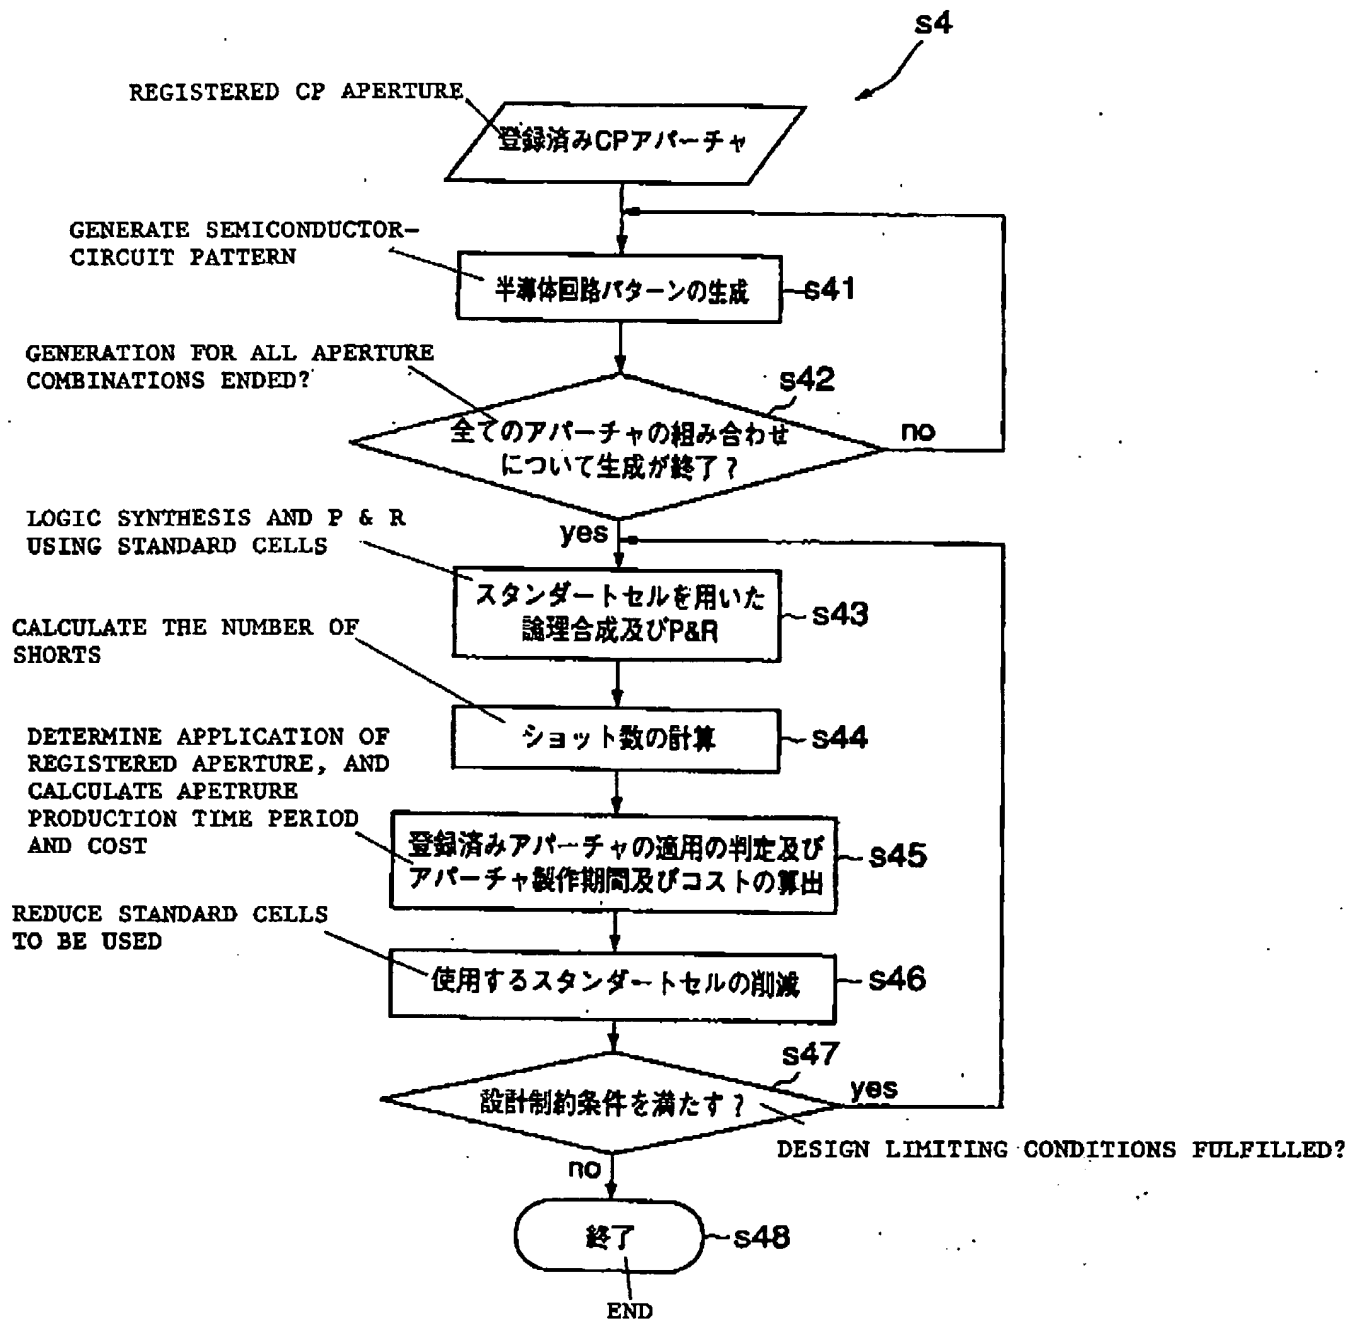 s4
REGISTERED CP APERTURE
登録済みCPアパーチャ
GENERATE SEMICONDUCTOR-
CIRCUIT PATTERN
半導体回路パターンの生成
s41
GENERATION FOR ALL APERTURE
COMBINATIONS ENDED?
s42
全てのアパーチャの組み合わせ
について生成が終了？
no
yes
LOGIC SYNTHESIS AND P & R
USING STANDARD CELLS
スタンダートセルを用いた
論理合成及びP&R
s43
CALCULATE THE NUMBER OF
SHORTS
ショット数の計算
s44
DETERMINE APPLICATION OF
REGISTERED APERTURE, AND
CALCULATE APETRURE
PRODUCTION TIME PERIOD
AND COST
登録済みアパーチャの適用の判定及び
アパーチャ製作期間及びコストの算出
s45
REDUCE STANDARD CELLS
TO BE USED
使用するスタンダートセルの削減
s46
s47
設計制約条件を満たす？
yes
DESIGN LIMITING CONDITIONS FULFILLED?
no
終了
s48
END